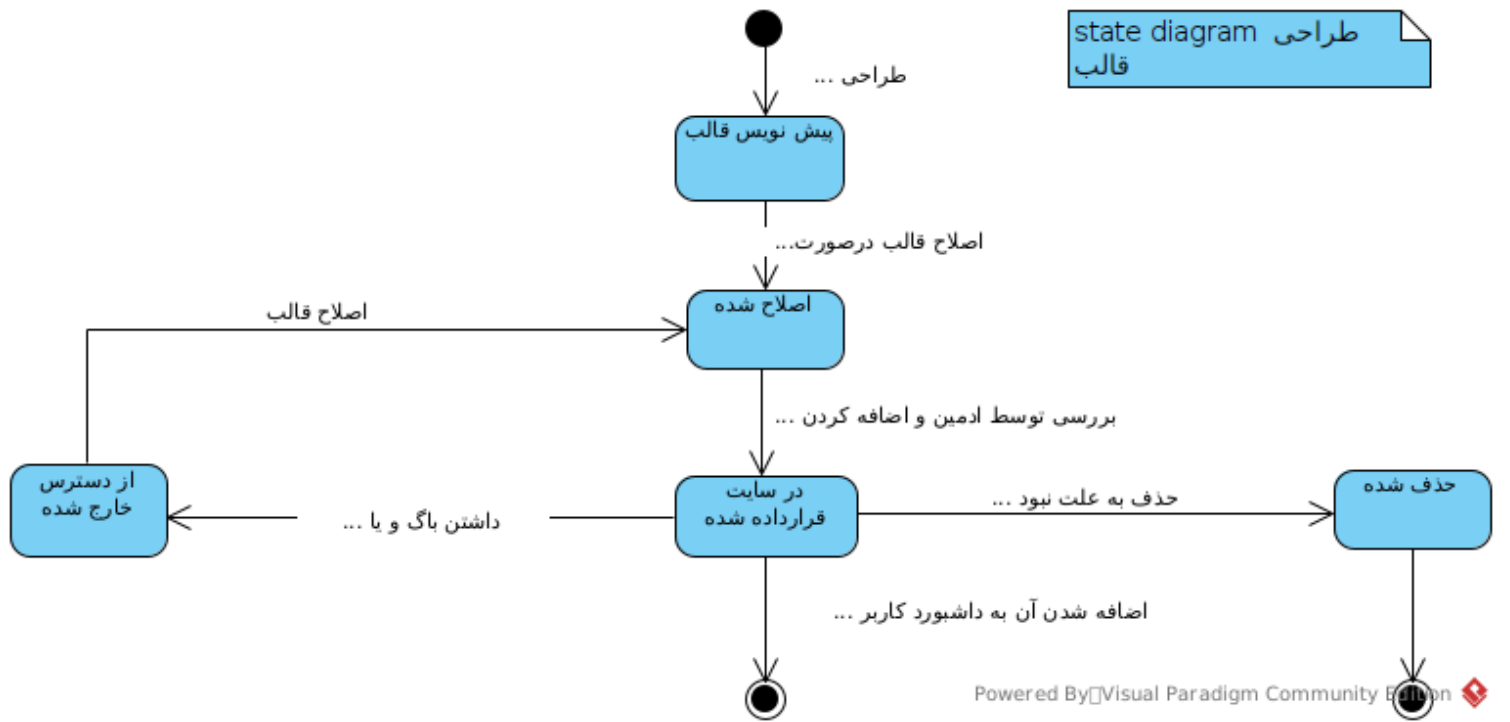 state diagram طراحی
قالب
طراحی ...
پیش نویس قالب
اصلاح قالب درصورت...
اصلاح شده
اصلاح قالب
بررسی توسط ادمین و اضافه کردن ...
از دسترس
خارج شده
داشتن باگ و یا ...
در سایت
قرارداده شده
حذف به علت نبود ...
حذف شده
اضافه شدن آن به داشبورد کاربر ...
Powered By Visual Paradigm Community Edition